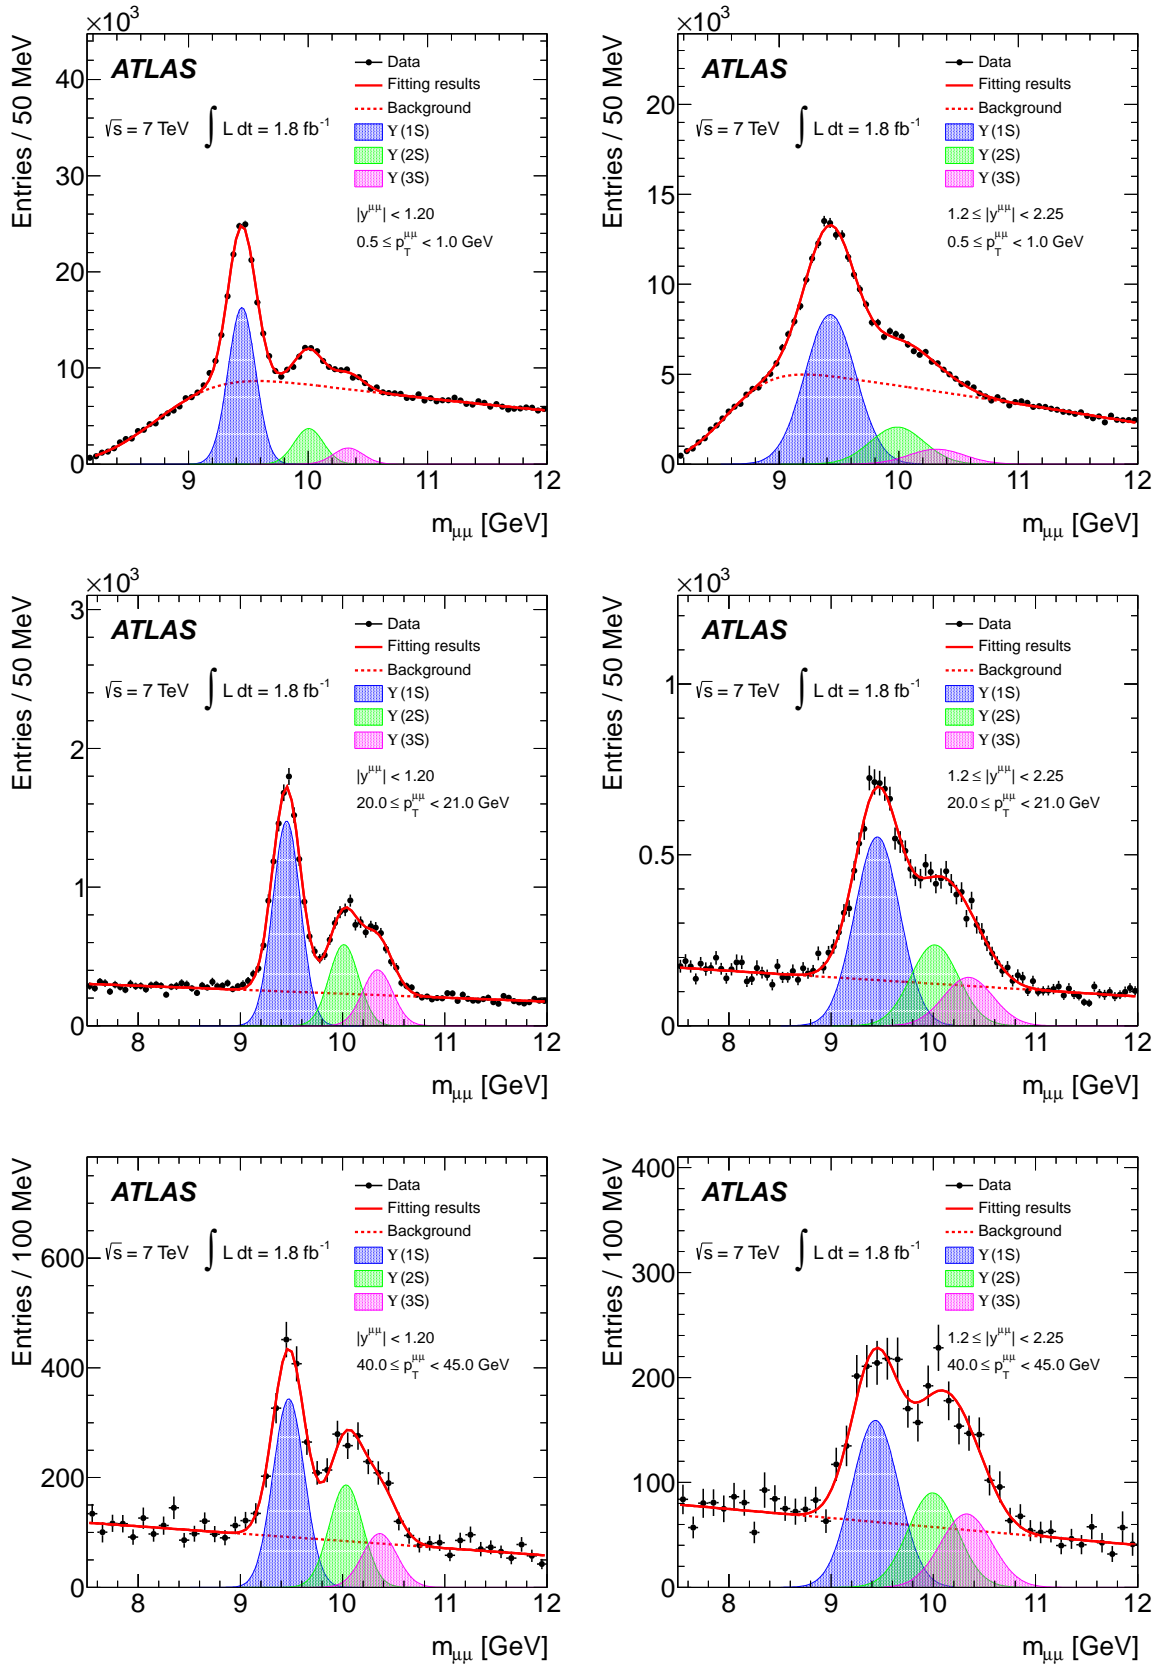 ×10³
Entries / 50 MeV
ATLAS
√s = 7 TeV ∫ L dt = 1.8 fb⁻¹
Data
Fitting results
Background
ϒ (1S)
ϒ (2S)
ϒ (3S)
|y^μμ| < 1.20
0.5 ≤ p_T^μμ < 1.0 GeV
40
30
20
10
0
9 10 11 12
m_μμ [GeV]
×10³
Entries / 50 MeV
ATLAS
√s = 7 TeV ∫ L dt = 1.8 fb⁻¹
Data
Fitting results
Background
ϒ (1S)
ϒ (2S)
ϒ (3S)
1.2 ≤ |y^μμ| < 2.25
0.5 ≤ p_T^μμ < 1.0 GeV
20
15
10
5
0
9 10 11 12
m_μμ [GeV]
×10³
Entries / 50 MeV
ATLAS
√s = 7 TeV ∫ L dt = 1.8 fb⁻¹
Data
Fitting results
Background
ϒ (1S)
ϒ (2S)
ϒ (3S)
|y^μμ| < 1.20
20.0 ≤ p_T^μμ < 21.0 GeV
3
2
1
0
8 9 10 11 12
m_μμ [GeV]
×10³
Entries / 50 MeV
ATLAS
√s = 7 TeV ∫ L dt = 1.8 fb⁻¹
Data
Fitting results
Background
ϒ (1S)
ϒ (2S)
ϒ (3S)
1.2 ≤ |y^μμ| < 2.25
20.0 ≤ p_T^μμ < 21.0 GeV
1
0.5
0
8 9 10 11 12
m_μμ [GeV]
Entries / 100 MeV
ATLAS
√s = 7 TeV ∫ L dt = 1.8 fb⁻¹
Data
Fitting results
Background
ϒ (1S)
ϒ (2S)
ϒ (3S)
|y^μμ| < 1.20
40.0 ≤ p_T^μμ < 45.0 GeV
600
400
200
0
8 9 10 11 12
m_μμ [GeV]
Entries / 100 MeV
ATLAS
√s = 7 TeV ∫ L dt = 1.8 fb⁻¹
Data
Fitting results
Background
ϒ (1S)
ϒ (2S)
ϒ (3S)
1.2 ≤ |y^μμ| < 2.25
40.0 ≤ p_T^μμ < 45.0 GeV
400
300
200
100
0
8 9 10 11 12
m_μμ [GeV]